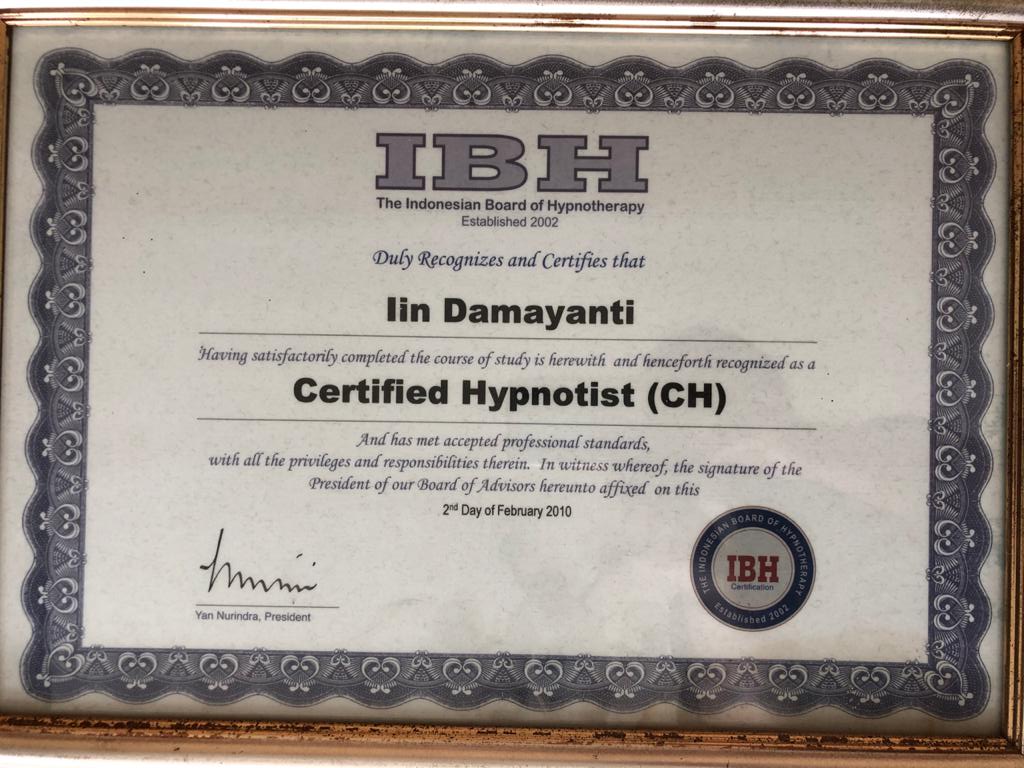 IBH
The Indonesian Board of Hypnotherapy
Established 2002
Duly Recognizes and Certifies that
Iin Damayanti
Having satisfactorily completed the course of study is herewith and henceforth recognized as a
Certified Hypnotist (CH)
And has met accepted professional standards,
with all the privileges and responsibilities therein. In witness whereof, the signature of the
President of our Board of Advisors hereunto affixed on this
2nd Day of February 2010
Yan Nurindra, President
THE INDONESIAN BOARD OF HYPNOTHERAPY
IBH
Certification
Established 2002